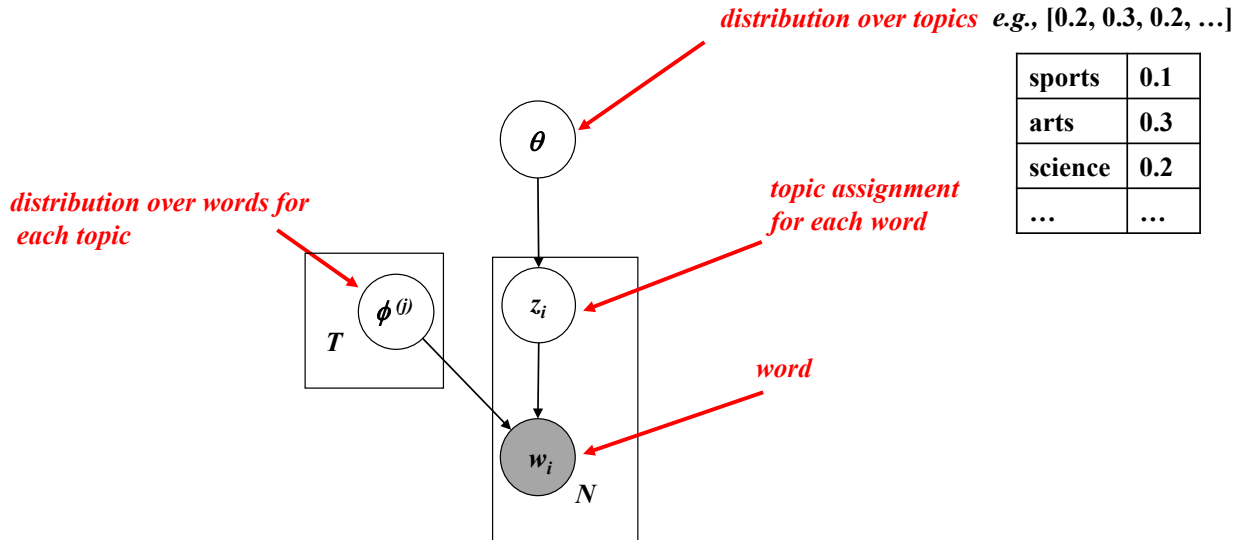 distribution over topics e.g., [0.2, 0.3, 0.2, …]
sports 0.1
arts 0.3
science 0.2
… …
θ
distribution over words for
each topic
topic assignment
for each word
ϕ(j)
T
zi
word
wi
N